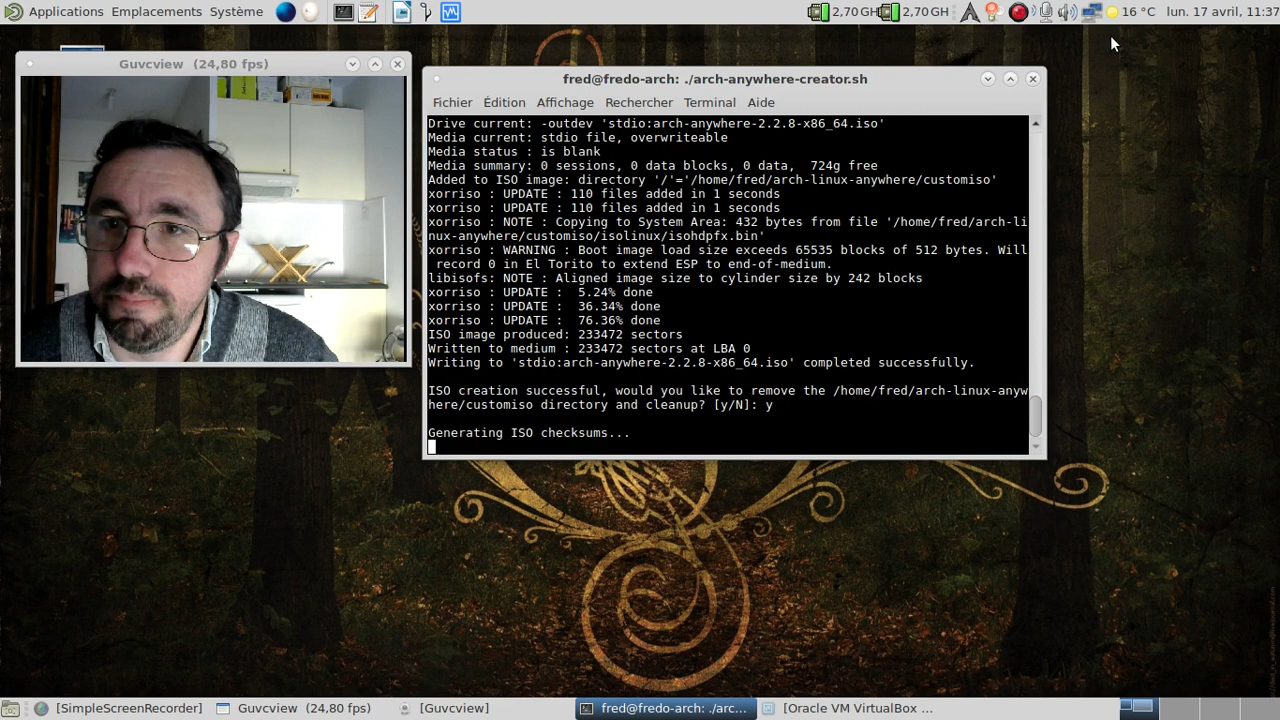 Applications Emplacements Système 2,70 GH 2,70 GH 16 °C lun. 17 avril, 11:37
Guvcview (24,80 fps)
fred@fredo-arch: ./arch-anywhere-creator.sh
Fichier Édition Affichage Rechercher Terminal Aide
Drive current: -outdev 'stdio:arch-anywhere-2.2.8-x86_64.iso'
Media current: stdio file, overwriteable
Media status : is blank
Media summary: 0 sessions, 0 data blocks, 0 data,  724g free
Added to ISO image: directory '/'='/home/fred/arch-linux-anywhere/customiso'
xorriso : UPDATE : 110 files added in 1 seconds
xorriso : UPDATE : 110 files added in 1 seconds
xorriso : NOTE : Copying to System Area: 432 bytes from file '/home/fred/arch-li
nux-anywhere/customiso/isolinux/isohdpfx.bin'
xorriso : WARNING : Boot image load size exceeds 65535 blocks of 512 bytes. Will
record 0 in El Torito to extend ESP to end-of-medium.
libisofs: NOTE : Aligned image size to cylinder size by 242 blocks
xorriso : UPDATE :  5.24% done
xorriso : UPDATE :  36.34% done
xorriso : UPDATE :  76.36% done
ISO image produced: 233472 sectors
Written to medium : 233472 sectors at LBA 0
Writing to 'stdio:arch-anywhere-2.2.8-x86_64.iso' completed successfully.
ISO creation successful, would you like to remove the /home/fred/arch-linux-anyw
here/customiso directory and cleanup? [y/N]: y
Generating ISO checksums...
[SimpleScreenRecorder] Guvcview (24,80 fps) [Guvcview] fred@fredo-arch: ./arc... [Oracle VM VirtualBox ...